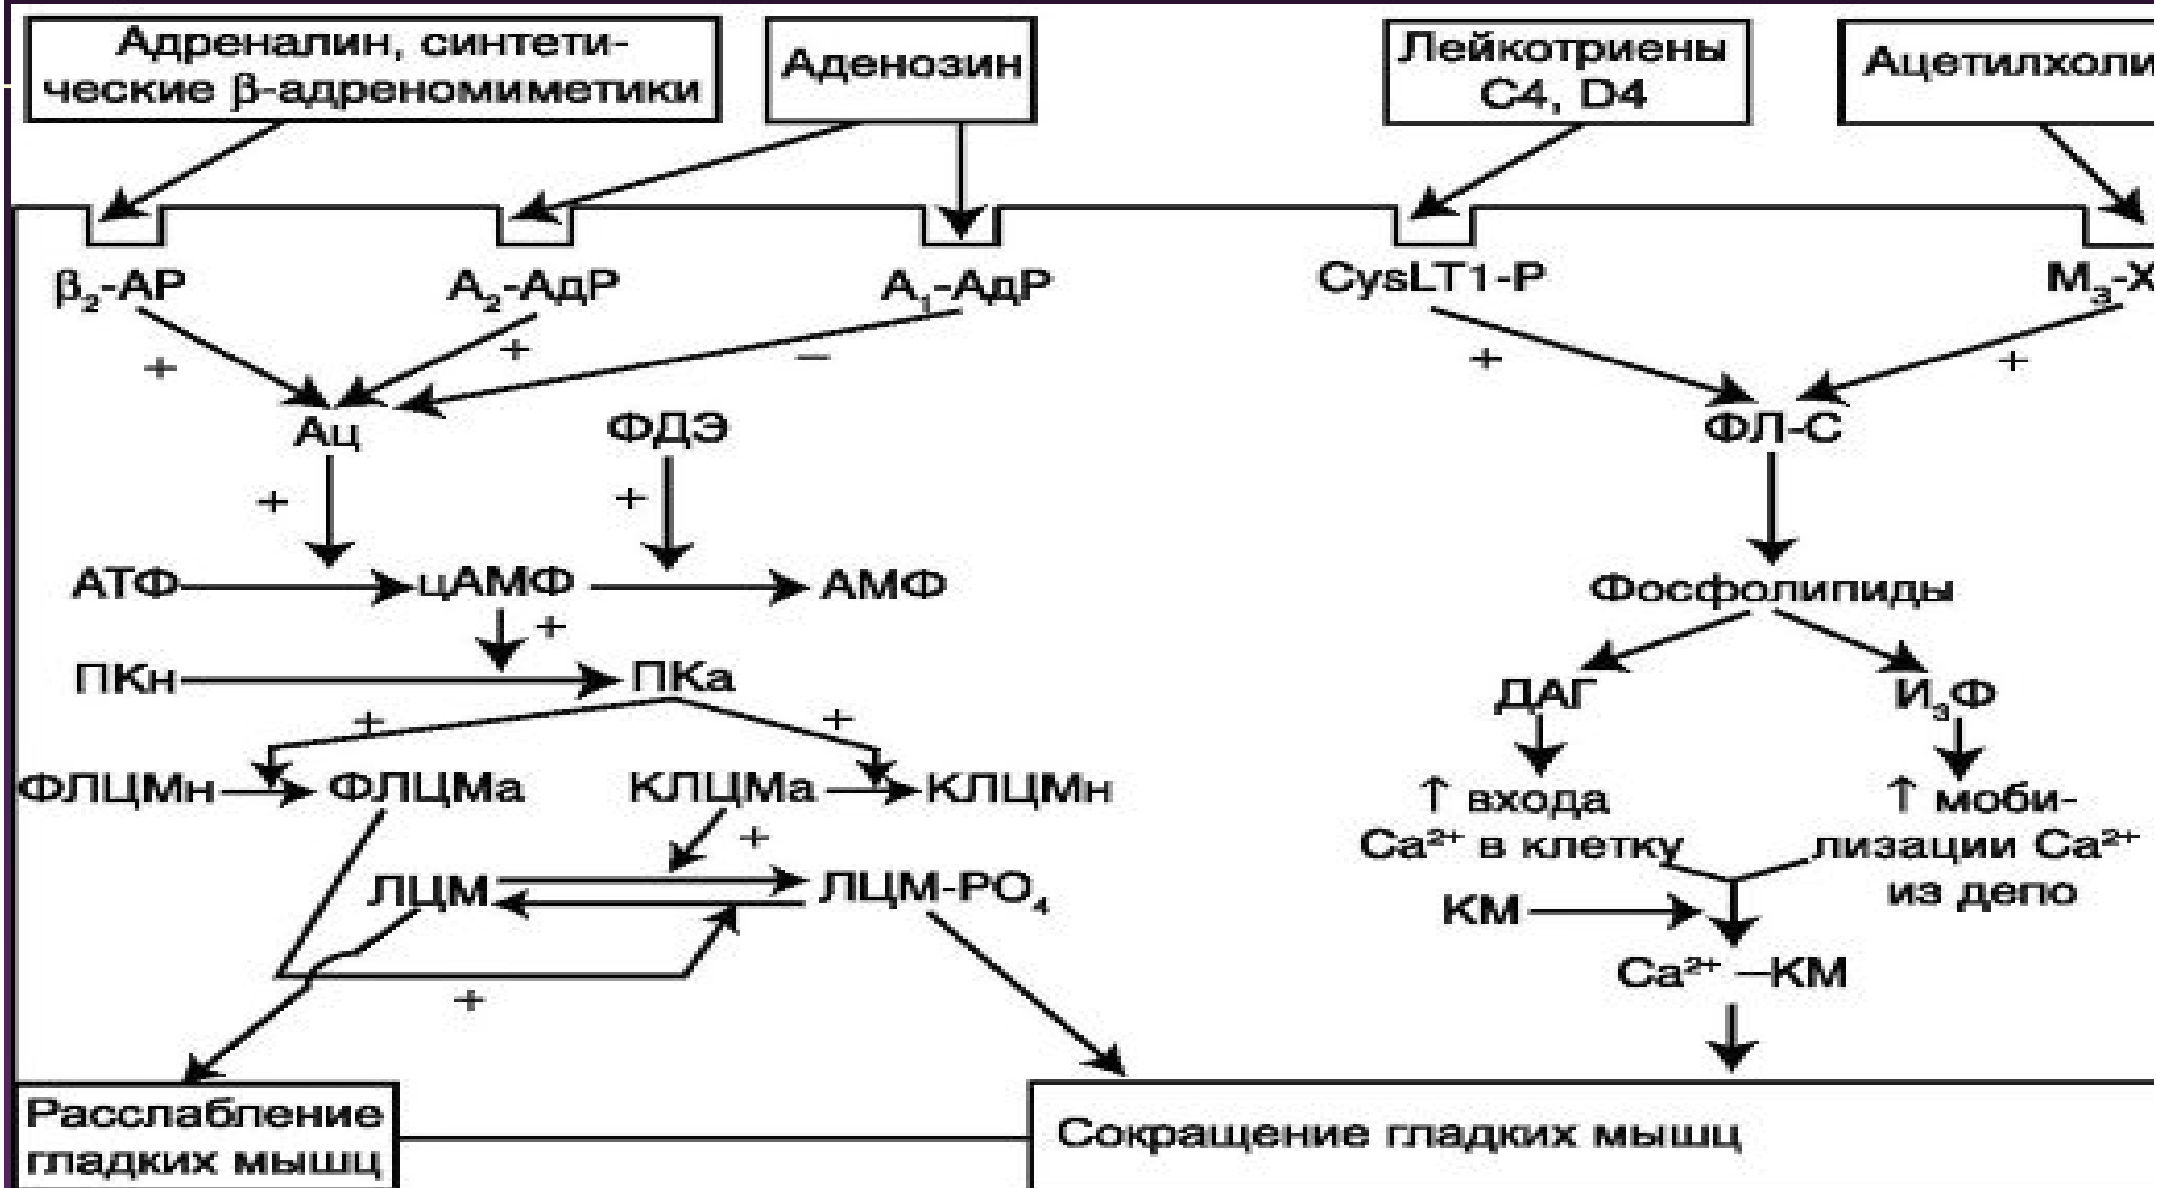 Адреналин, синтети-
ческие β-адреномиметики
Аденозин
Лейкотриены
С4, D4
Ацетилхоли
β₂-АР
А₂-АдР
А₁-АдР
CysLT1-Р
М₃-Х
+
+
–
+
+
Ац
ФДЭ
ФЛ-С
+
+
АТФ
цАМФ
АМФ
Фосфолипиды
+
ПКн
ПКа
ДАГ
И₃Ф
+
+
ФЛЦМн
ФЛЦМа
КЛЦМа
КЛЦМн
↑ входа
Са²⁺ в клетку
↑ моби-
лизации Са²⁺
из депо
+
ЛЦМ
ЛЦМ-РО₄
КМ
+
Са²⁺ –КМ
Расслабление
гладких мышц
Сокращение гладких мышц